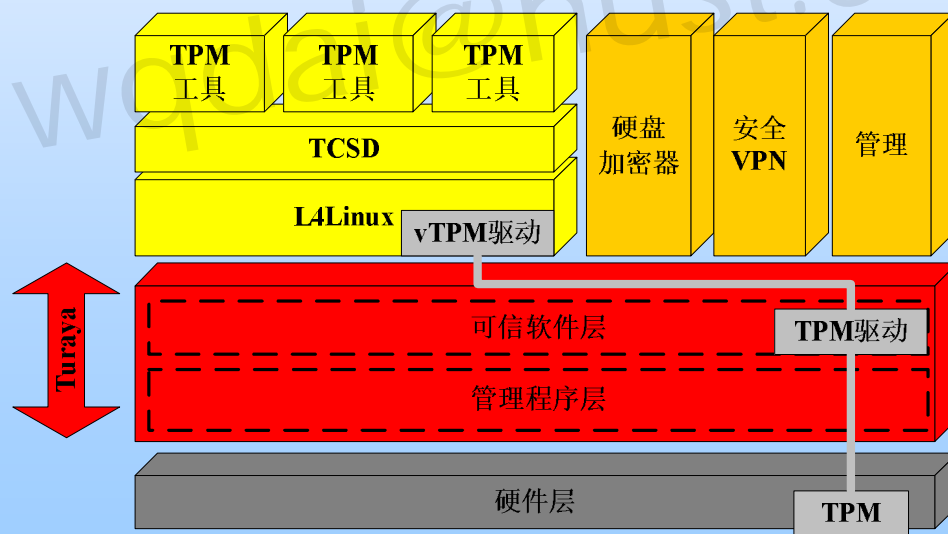 wqdai@hust.
TPM
工具
TPM
工具
TPM
工具
TCSD
L4Linux
vTPM驱动
硬盘
加密器
安全
VPN
管理
Turaya
可信软件层
TPM驱动
管理程序层
硬件层
TPM